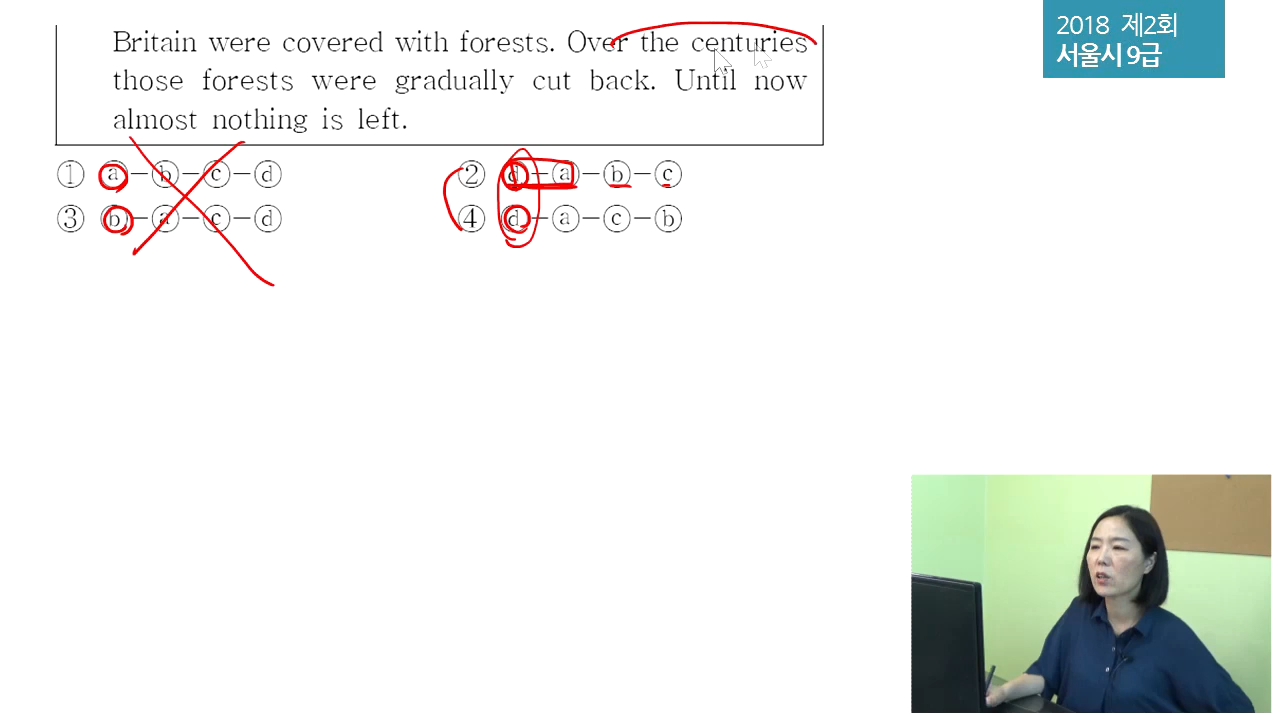 2018 제2회
서울시 9급
Britain were covered with forests. Over the centuries
those forests were gradually cut back. Until now
almost nothing is left.
① ⓐ-ⓑ-ⓒ-ⓓ ② ⓓ-ⓐ-ⓑ-ⓒ
③ ⓑ-ⓐ-ⓒ-ⓓ ④ ⓓ-ⓐ-ⓒ-ⓑ